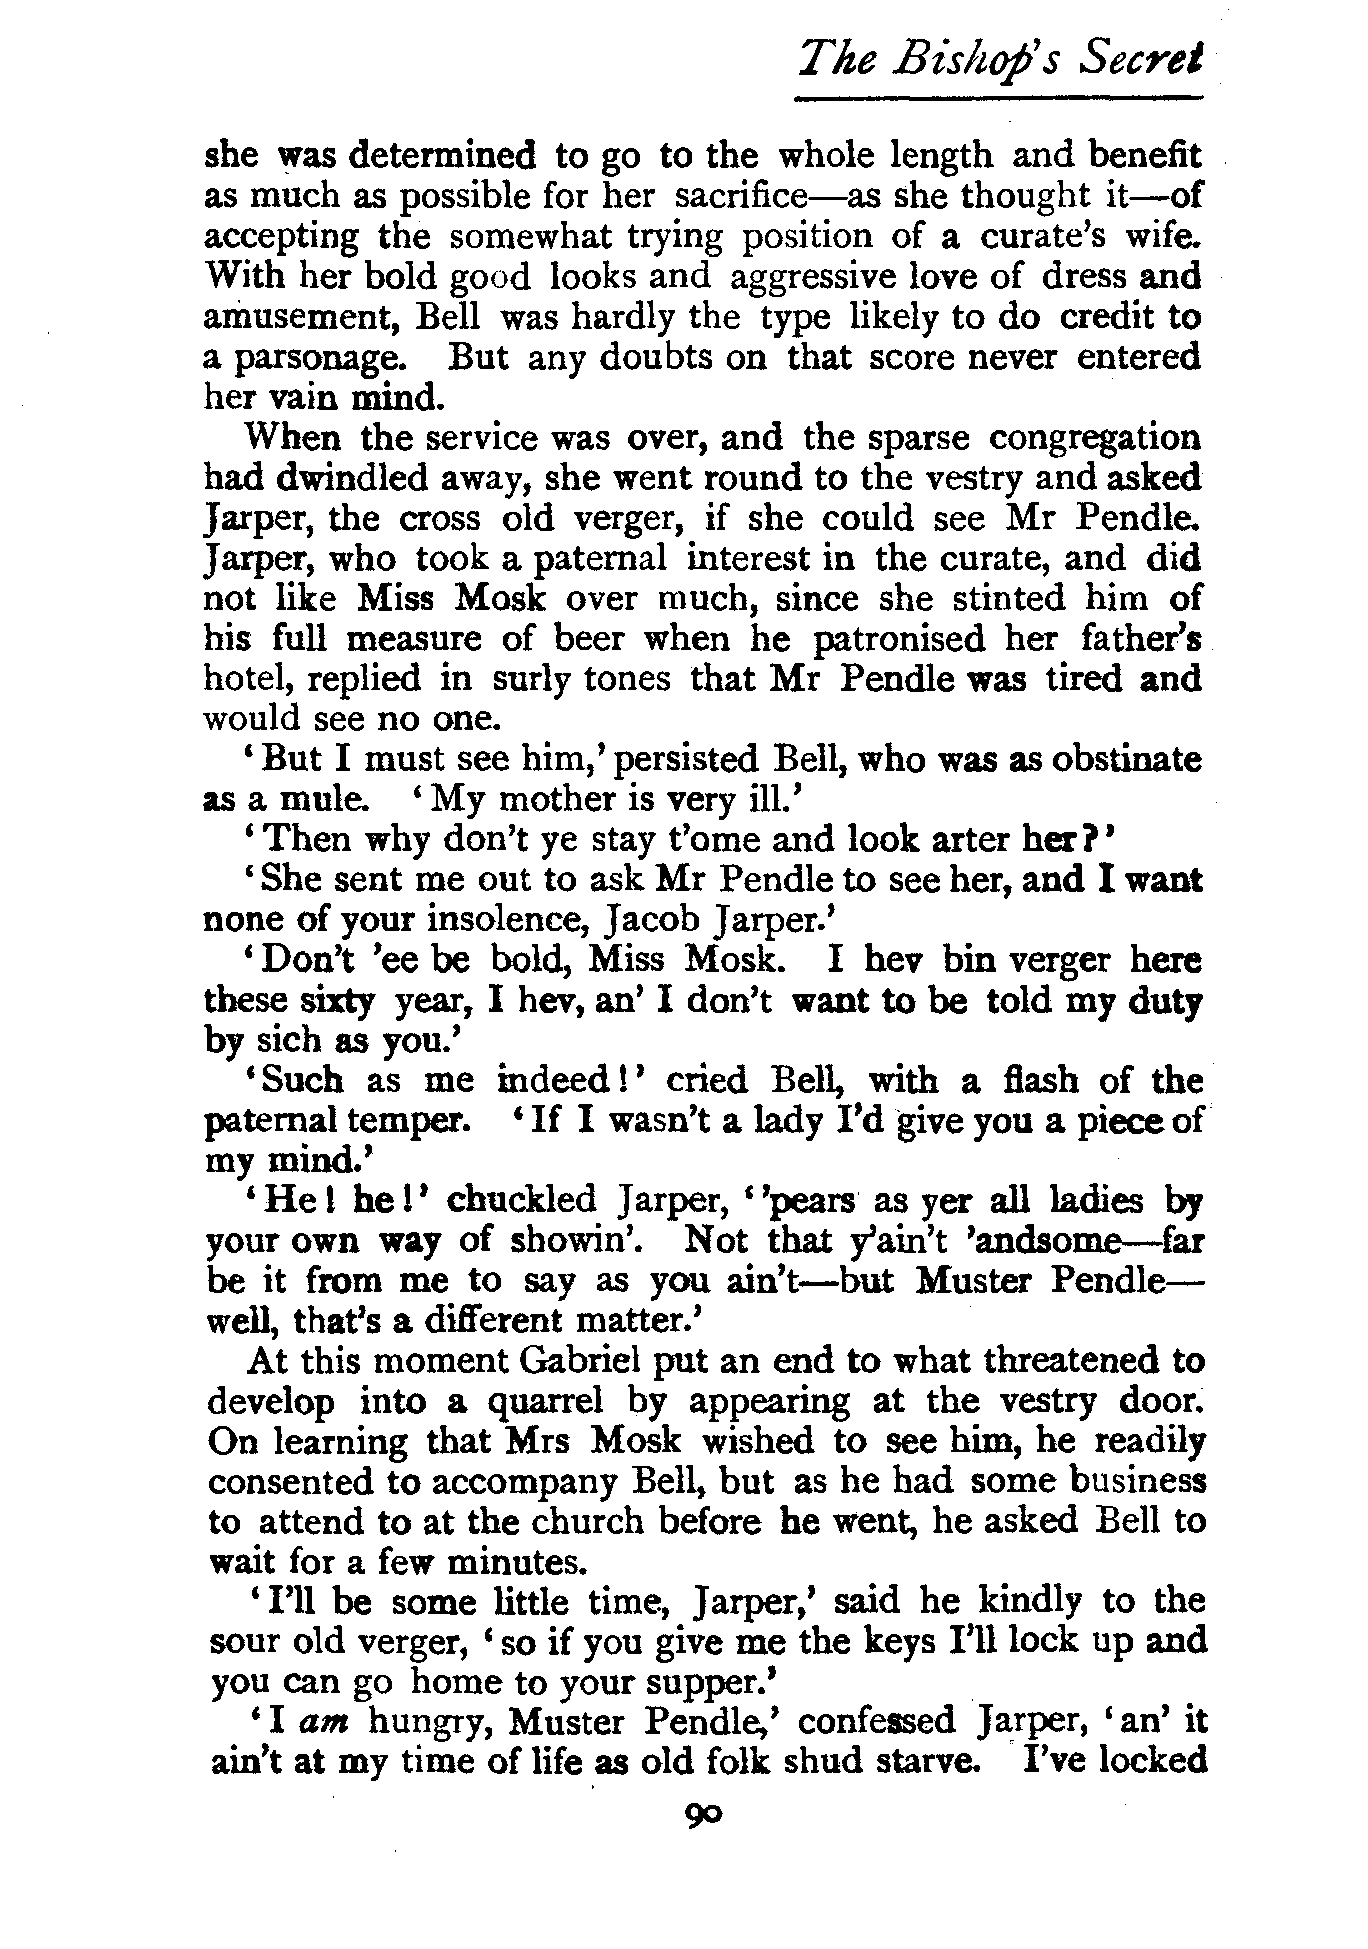 The Bishop's Secret
she was determined to go to the whole length and benefit
as much as possible for her sacrifice—as she thought it—of
accepting the somewhat trying position of a curate's wife.
With her bold good looks and aggressive love of dress and
amusement, Bell was hardly the type likely to do credit to
a parsonage. But any doubts on that score never entered
her vain mind.
When the service was over, and the sparse congregation
had dwindled away, she went round to the vestry and asked
Jarper, the cross old verger, if she could see Mr Pendle.
Jarper, who took a paternal interest in the curate, and did
not like Miss Mosk over much, since she stinted him of
his full measure of beer when he patronised her father's
hotel, replied in surly tones that Mr Pendle was tired and
would see no one.
‘But I must see him,’ persisted Bell, who was as obstinate
as a mule. ‘My mother is very ill.’
‘Then why don't ye stay t'ome and look arter her?’
‘She sent me out to ask Mr Pendle to see her, and I want
none of your insolence, Jacob Jarper.’
‘Don't 'ee be bold, Miss Mosk. I hev bin verger here
these sixty year, I hev, an' I don't want to be told my duty
by sich as you.’
‘Such as me indeed!’ cried Bell, with a flash of the
paternal temper. ‘If I wasn't a lady I'd give you a piece of
my mind.’
‘He! he!’ chuckled Jarper, ‘'pears as yer all ladies by
your own way of showin'. Not that y'ain't 'andsome—far
be it from me to say as you ain't—but Muster Pendle—
well, that's a different matter.’
At this moment Gabriel put an end to what threatened to
develop into a quarrel by appearing at the vestry door.
On learning that Mrs Mosk wished to see him, he readily
consented to accompany Bell, but as he had some business
to attend to at the church before he went, he asked Bell to
wait for a few minutes.
‘I'll be some little time, Jarper,’ said he kindly to the
sour old verger, ‘so if you give me the keys I'll lock up and
you can go home to your supper.’
‘I am hungry, Muster Pendle,’ confessed Jarper, ‘an' it
ain't at my time of life as old folk shud starve. I've locked
90